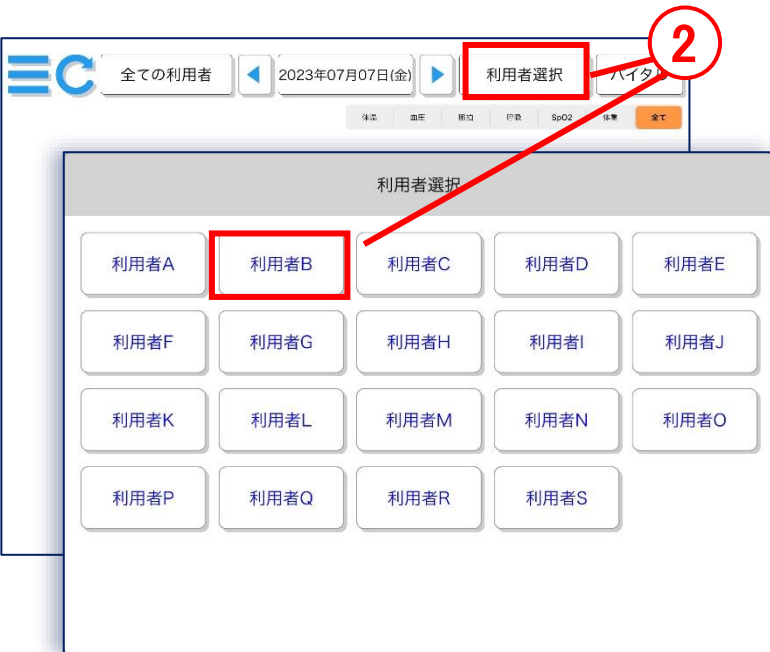 ②
全ての利用者 2023年07月07日(金) 利用者選択 バイタル
体温 血圧 脈拍 呼吸 SpO2 体重 全て
利用者選択
利用者A 利用者B 利用者C 利用者D 利用者E
利用者F 利用者G 利用者H 利用者I 利用者J
利用者K 利用者L 利用者M 利用者N 利用者O
利用者P 利用者Q 利用者R 利用者S